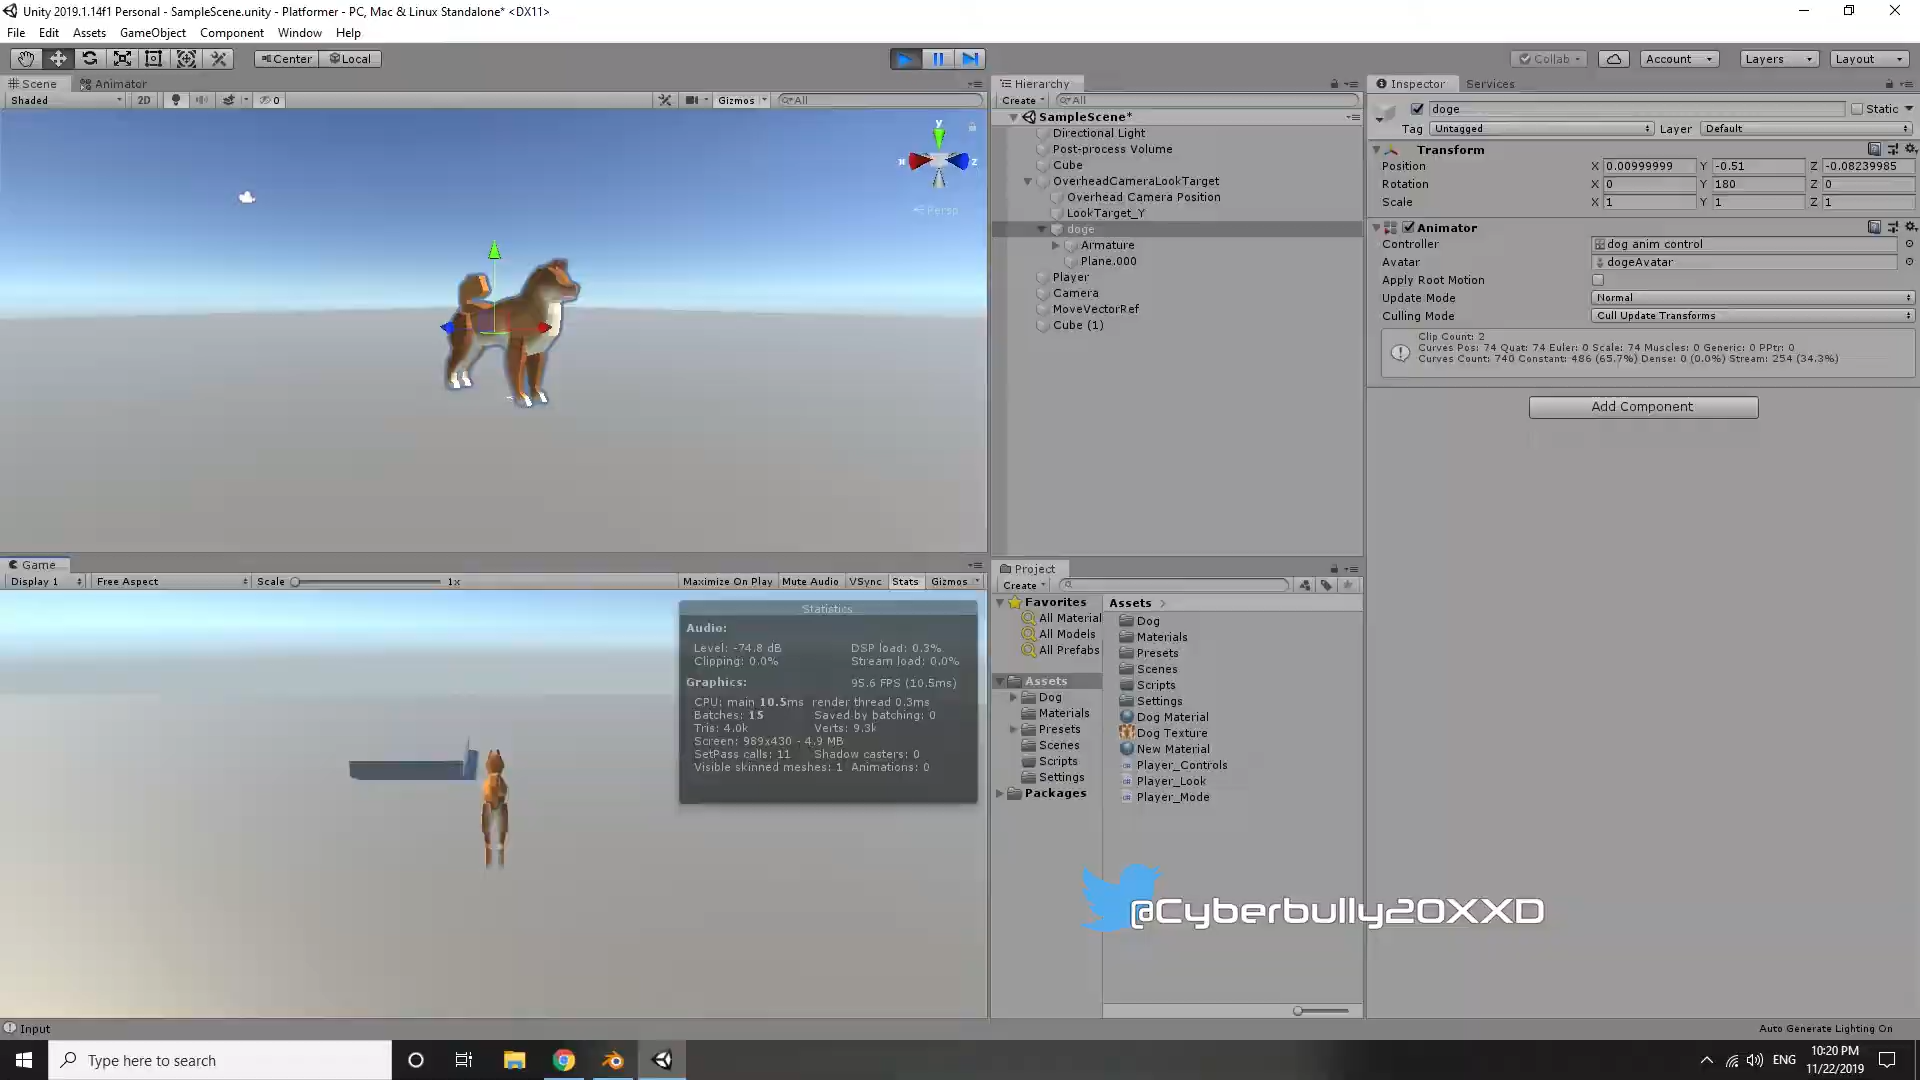 Unity 2019.1.14f1 Personal - SampleScene.unity - Platformer - PC, Mac & Linux Standalone* <DX11>
File Edit Assets GameObject Component Window Help
Center Local Collab Account Layers Layout
Scene Animator
Shaded 2D 0 Gizmos All
y
x z
Persp
Hierarchy
Create All
SampleScene*
Directional Light
Post-process Volume
Cube
OverheadCameraLookTarget
Overhead Camera Position
LookTarget_Y
doge
Armature
Plane.000
Player
Camera
MoveVectorRef
Cube (1)
Inspector Services
doge Static
Tag Untagged Layer Default
Transform
Position X 0.00999999 Y -0.51 Z -0.08239985
Rotation X 0 Y 180 Z 0
Scale X 1 Y 1 Z 1
Animator
Controller dog anim control
Avatar dogeAvatar
Apply Root Motion
Update Mode Normal
Culling Mode Cull Update Transforms
Clip Count: 2
Curves Pos: 74 Quat: 74 Euler: 0 Scale: 74 Muscles: 0 Generic: 0 PPtr: 0
Curves Count: 740 Constant: 486 (65.7%) Dense: 0 (0.0%) Stream: 254 (34.3%)
Add Component
Game
Display 1 Free Aspect Scale 1x Maximize On Play Mute Audio VSync Stats Gizmos
Statistics
Audio:
Level: -74.8 dB DSP load: 0.3%
Clipping: 0.0% Stream load: 0.0%
Graphics: 95.6 FPS (10.5ms)
CPU: main 10.5ms render thread 0.3ms
Batches: 15 Saved by batching: 0
Tris: 4.0k Verts: 9.3k
Screen: 989x430 - 4.9 MB
SetPass calls: 11 Shadow casters: 0
Visible skinned meshes: 1 Animations: 0
Project
Create
Favorites
All Material
All Models
All Prefabs
Assets
Dog
Materials
Presets
Scenes
Scripts
Settings
Packages
Assets
Dog
Materials
Presets
Scenes
Scripts
Settings
Dog Material
Dog Texture
New Material
Player_Controls
Player_Look
Player_Mode
@Cyberbully20XXD
Input
Auto Generate Lighting On
Type here to search
ENG
10:20 PM
11/22/2019